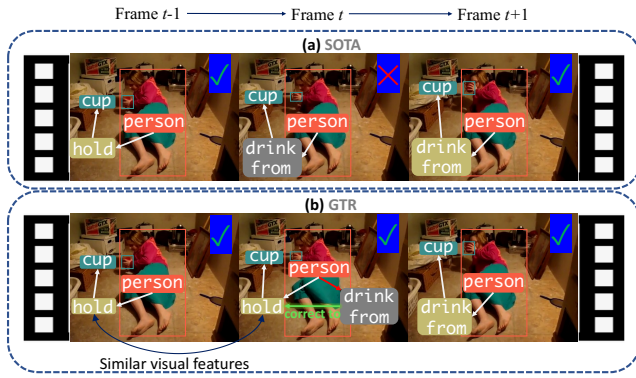 Frame t-1
Frame t
Frame t+1
(a) SOTA
cup
person
hold
cup
person
drink
from
cup
person
drink
from
(b) GTR
cup
person
hold
cup
person
hold
drink
from
correct
cup
person
drink
from
Similar visual features